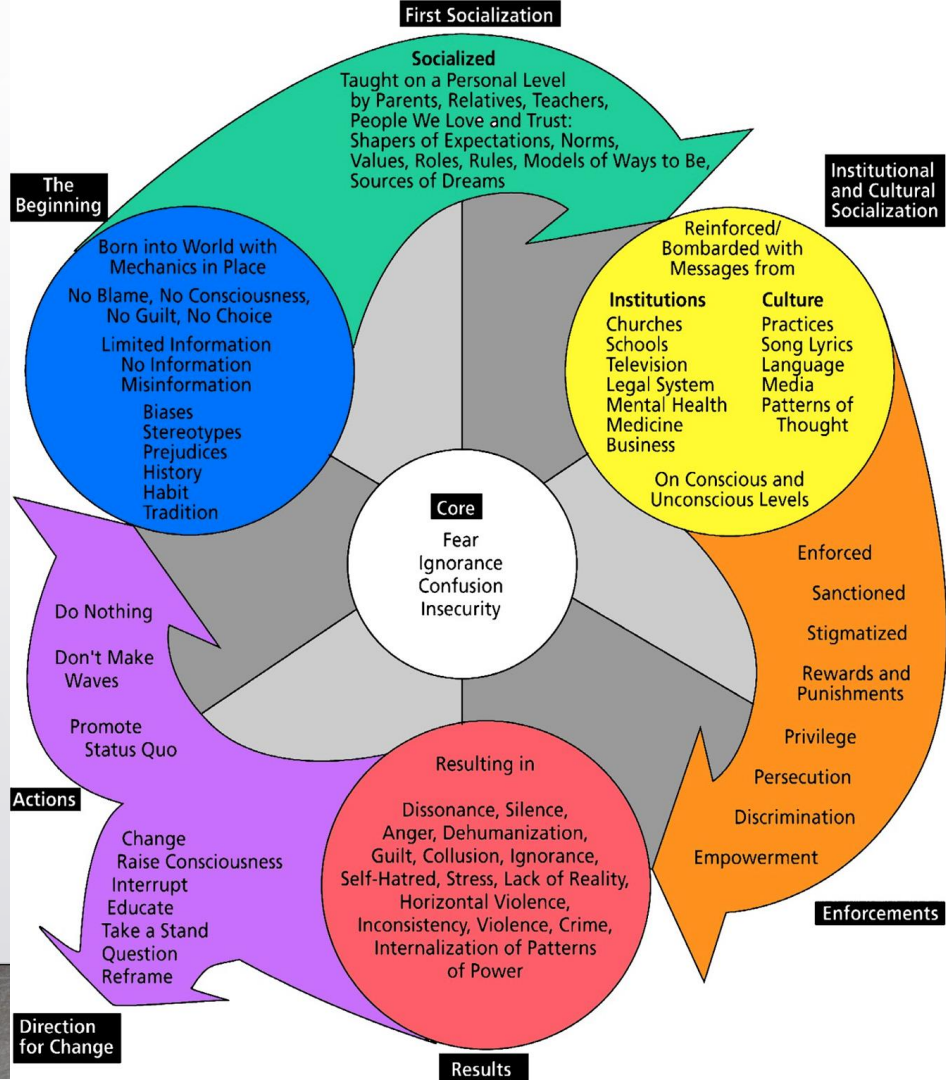 First Socialization
Socialized
Taught on a Personal Level
by Parents, Relatives, Teachers,
People We Love and Trust:
Shapers of Expectations, Norms,
Values, Roles, Rules, Models of Ways to Be,
Sources of Dreams
The
Beginning
Born into World with
Mechanics in Place
No Blame, No Consciousness,
No Guilt, No Choice
Limited Information
No Information
Misinformation
Biases
Stereotypes
Prejudices
History
Habit
Tradition
Institutional
and Cultural
Socialization
Reinforced/
Bombarded with
Messages from
Institutions
Churches
Schools
Television
Legal System
Mental Health
Medicine
Business
Culture
Practices
Song Lyrics
Language
Media
Patterns of
Thought
On Conscious and
Unconscious Levels
Core
Fear
Ignorance
Confusion
Insecurity
Enforced
Sanctioned
Stigmatized
Rewards and
Punishments
Privilege
Persecution
Discrimination
Empowerment
Enforcements
Resulting in
Dissonance, Silence,
Anger, Dehumanization,
Guilt, Collusion, Ignorance,
Self-Hatred, Stress, Lack of Reality,
Horizontal Violence,
Inconsistency, Violence, Crime,
Internalization of Patterns
of Power
Results
Do Nothing
Don't Make
Waves
Promote
Status Quo
Actions
Change
Raise Consciousness
Interrupt
Educate
Take a Stand
Question
Reframe
Direction
for Change